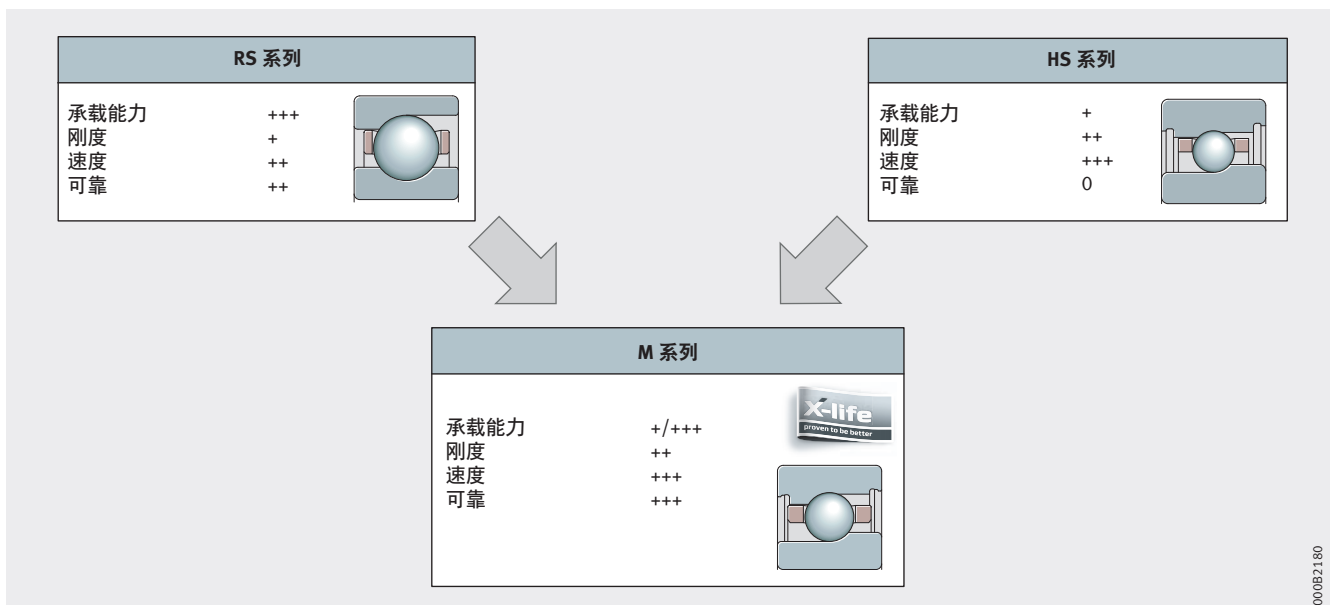 RS 系列
承载能力 +++
刚度 +
速度 ++
可靠 ++
HS 系列
承载能力 +
刚度 ++
速度 +++
可靠 0
M 系列
X-life
proven to be better
承载能力 +/+++
刚度 ++
速度 +++
可靠 +++
000B2180